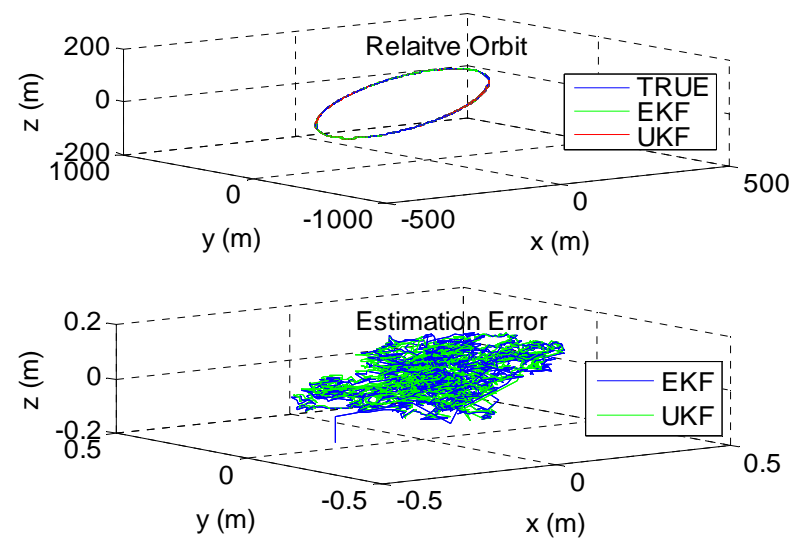 Relaitve Orbit
200
0
-200
z (m)
1000
0
-1000
y (m)
-500
0
500
x (m)
TRUE
EKF
UKF
Estimation Error
0.2
0
-0.2
z (m)
0.5
0
-0.5
y (m)
-0.5
0
0.5
x (m)
EKF
UKF